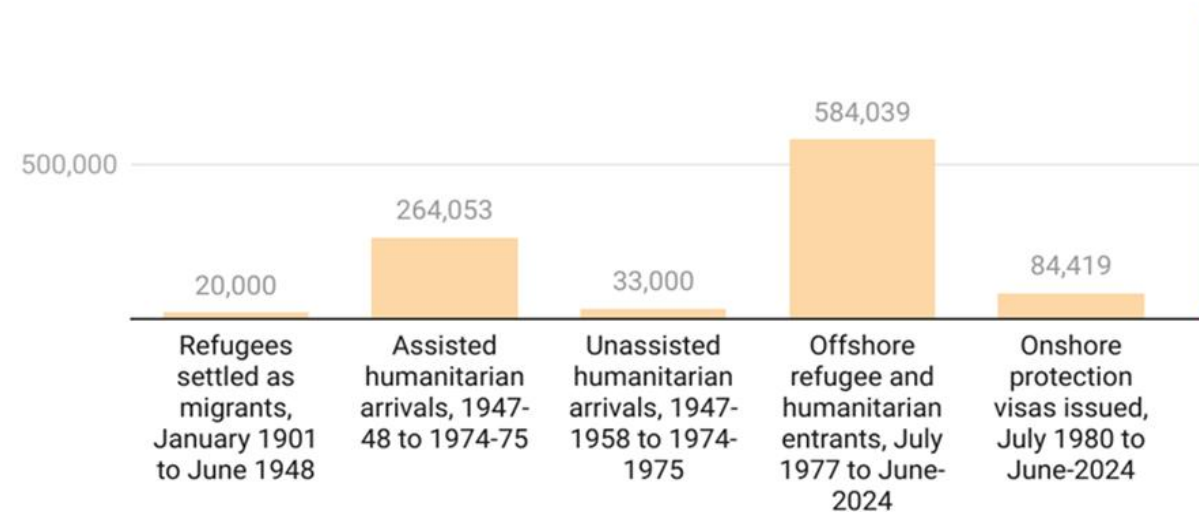 584,039
500,000
264,053
20,000
33,000
84,419
Refugees
settled as
migrants,
January 1901
to June 1948
Assisted
humanitarian
arrivals, 1947-
48 to 1974-75
Unassisted
humanitarian
arrivals, 1947-
1958 to 1974-
1975
Offshore
refugee and
humanitarian
entrants, July
1977 to June-
2024
Onshore
protection
visas issued,
July 1980 to
June-2024